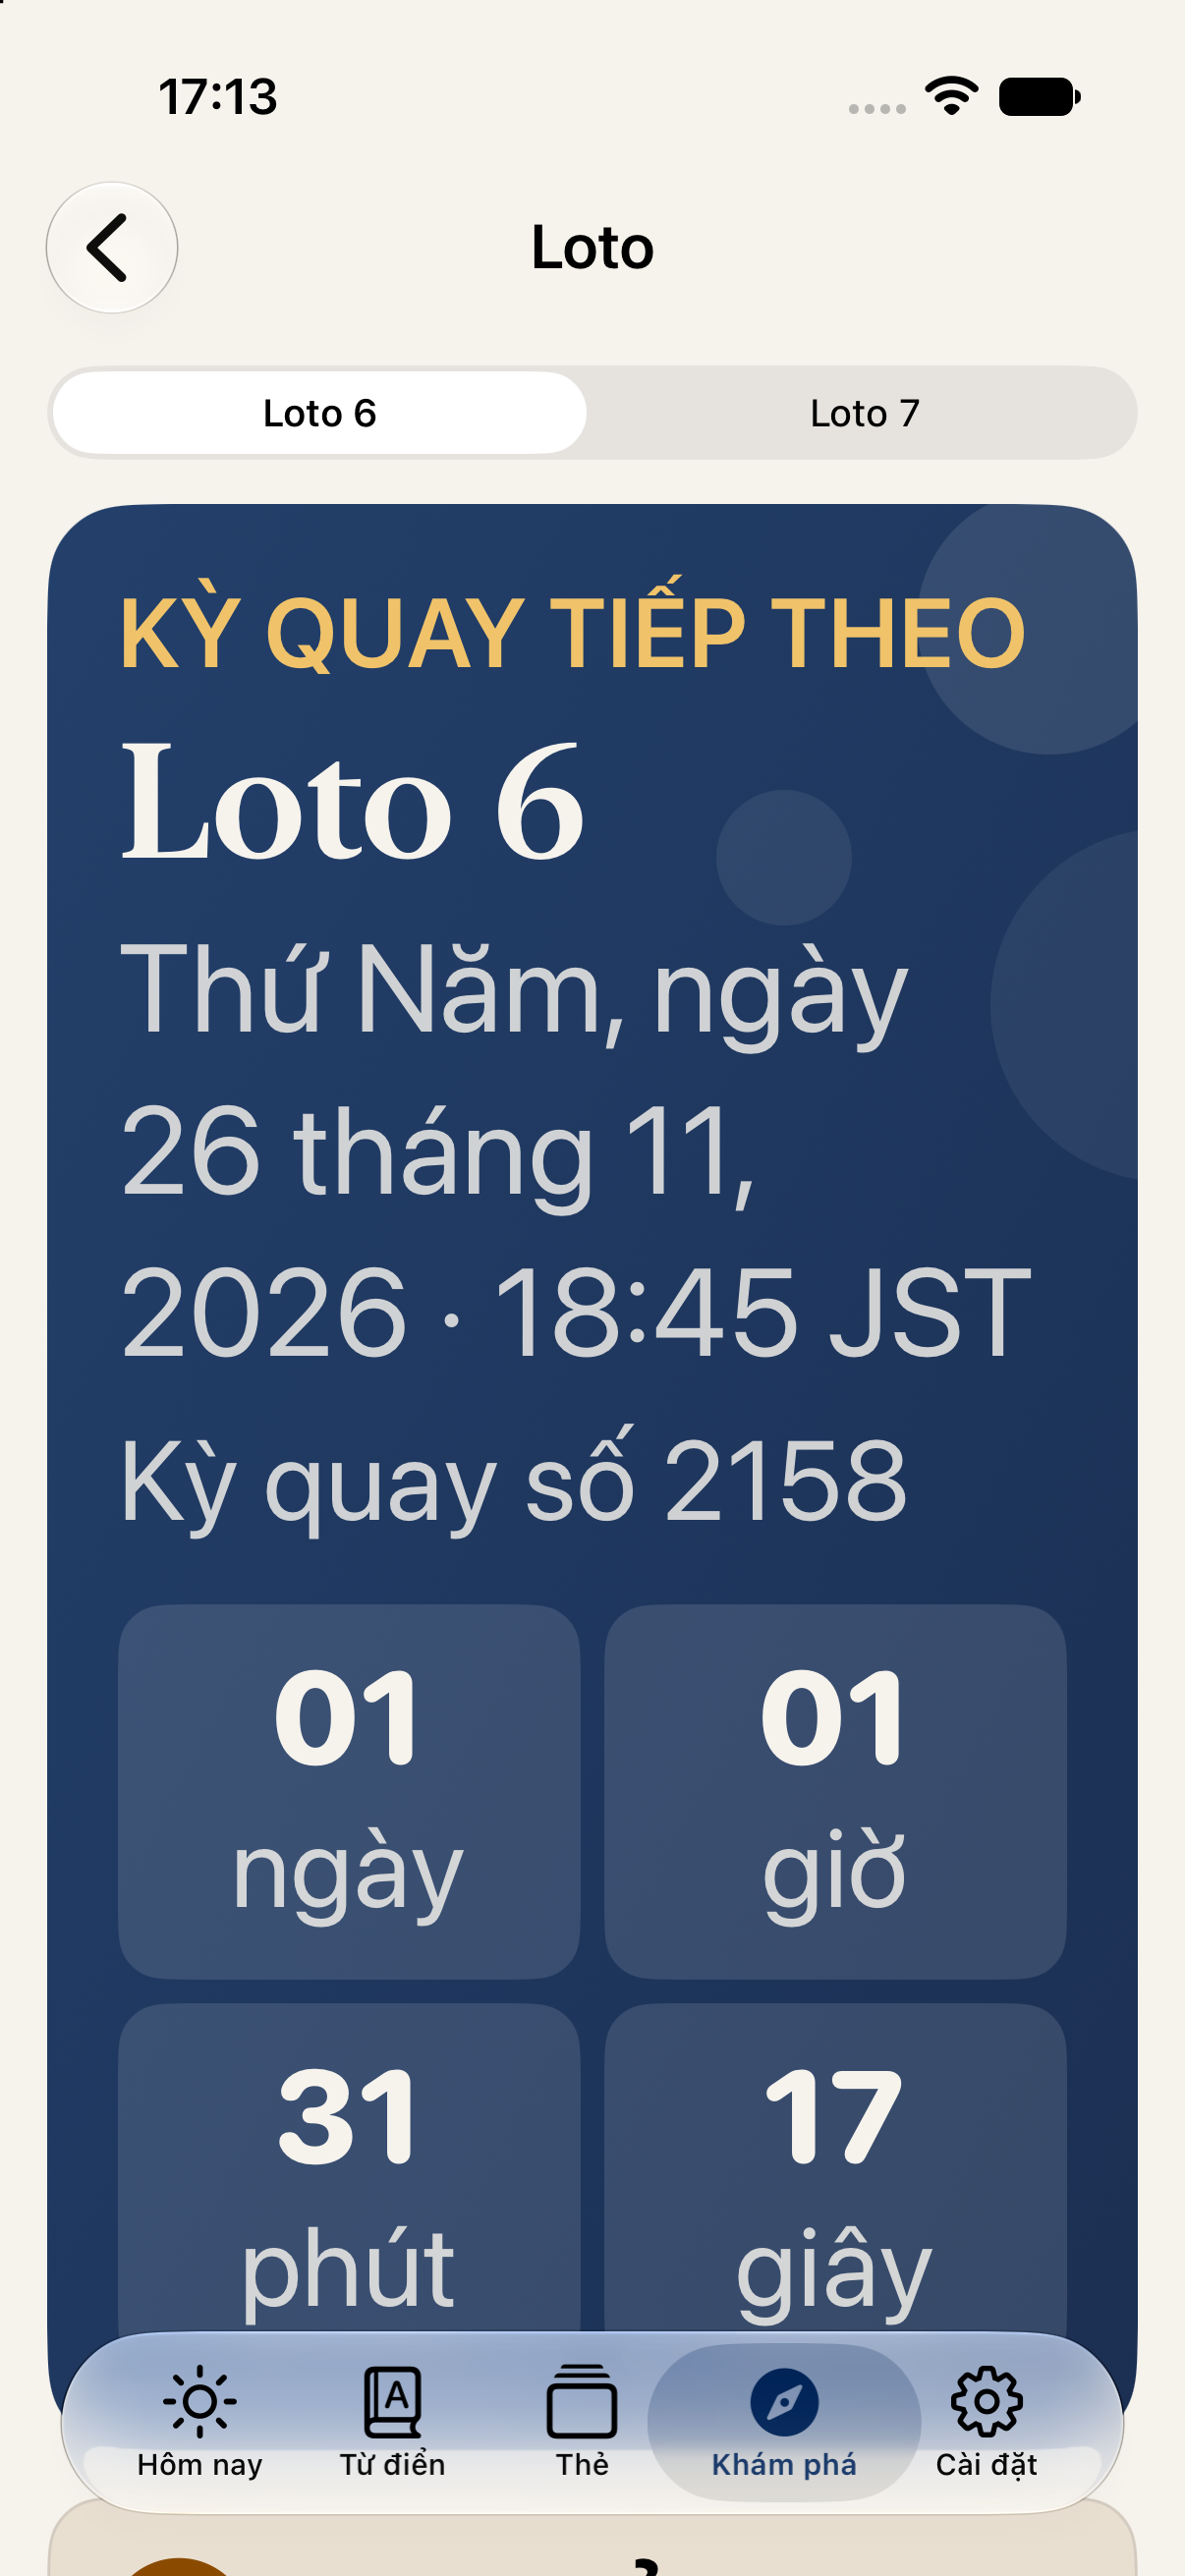 17:13
Loto
Loto 6
Loto 7
KỲ QUAY TIẾP THEO
Loto 6
Thứ Năm, ngày
26 tháng 11,
2026 · 18:45 JST
Kỳ quay số 2158
01
ngày
01
giờ
31
phút
17
giây
Hôm nay
Từ điển
Thẻ
Khám phá
Cài đặt